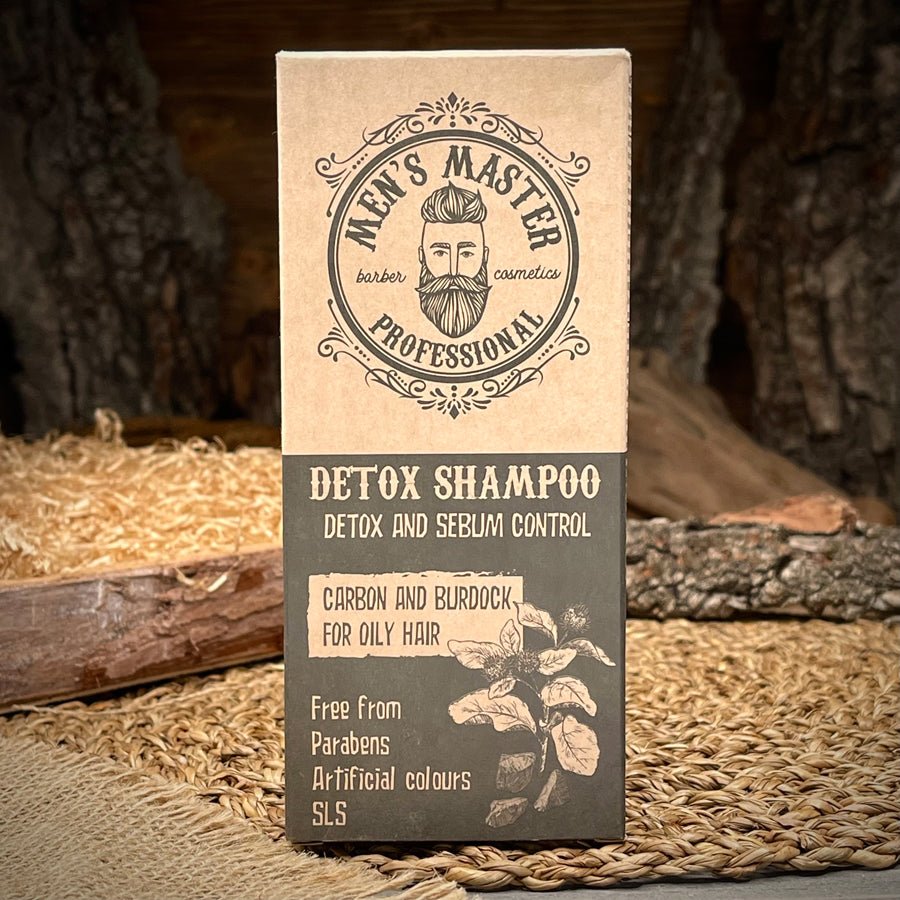 MEN'S MASTER
barber cosmetics
PROFESSIONAL
DETOX SHAMPOO
DETOX AND SEBUM CONTROL
CARBON AND BURDOCK
FOR OILY HAIR
Free from
Parabens
Artificial colours
SLS